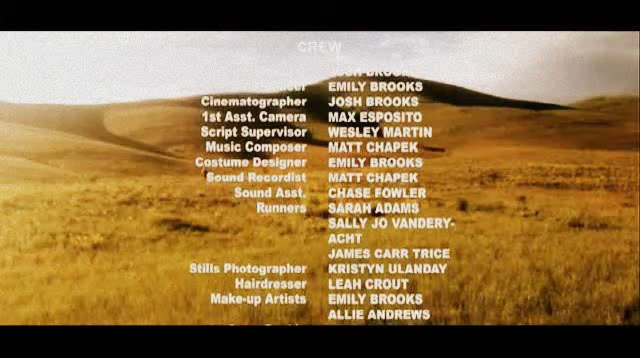 CREW
EMILY BROOKS
Cinematographer JOSH BROOKS
1st Asst. Camera MAX ESPOSITO
Script Supervisor WESLEY MARTIN
Music Composer MATT CHAPEK
Costume Designer EMILY BROOKS
Sound Recordist MATT CHAPEK
Sound Asst. CHASE FOWLER
Runners SARAH ADAMS
SALLY JO VANDERY-
ACHT
JAMES CARR TRICE
Stills Photographer KRISTYN ULANDAY
Hairdresser LEAH CROUT
Make-up Artists EMILY BROOKS
ALLIE ANDREWS